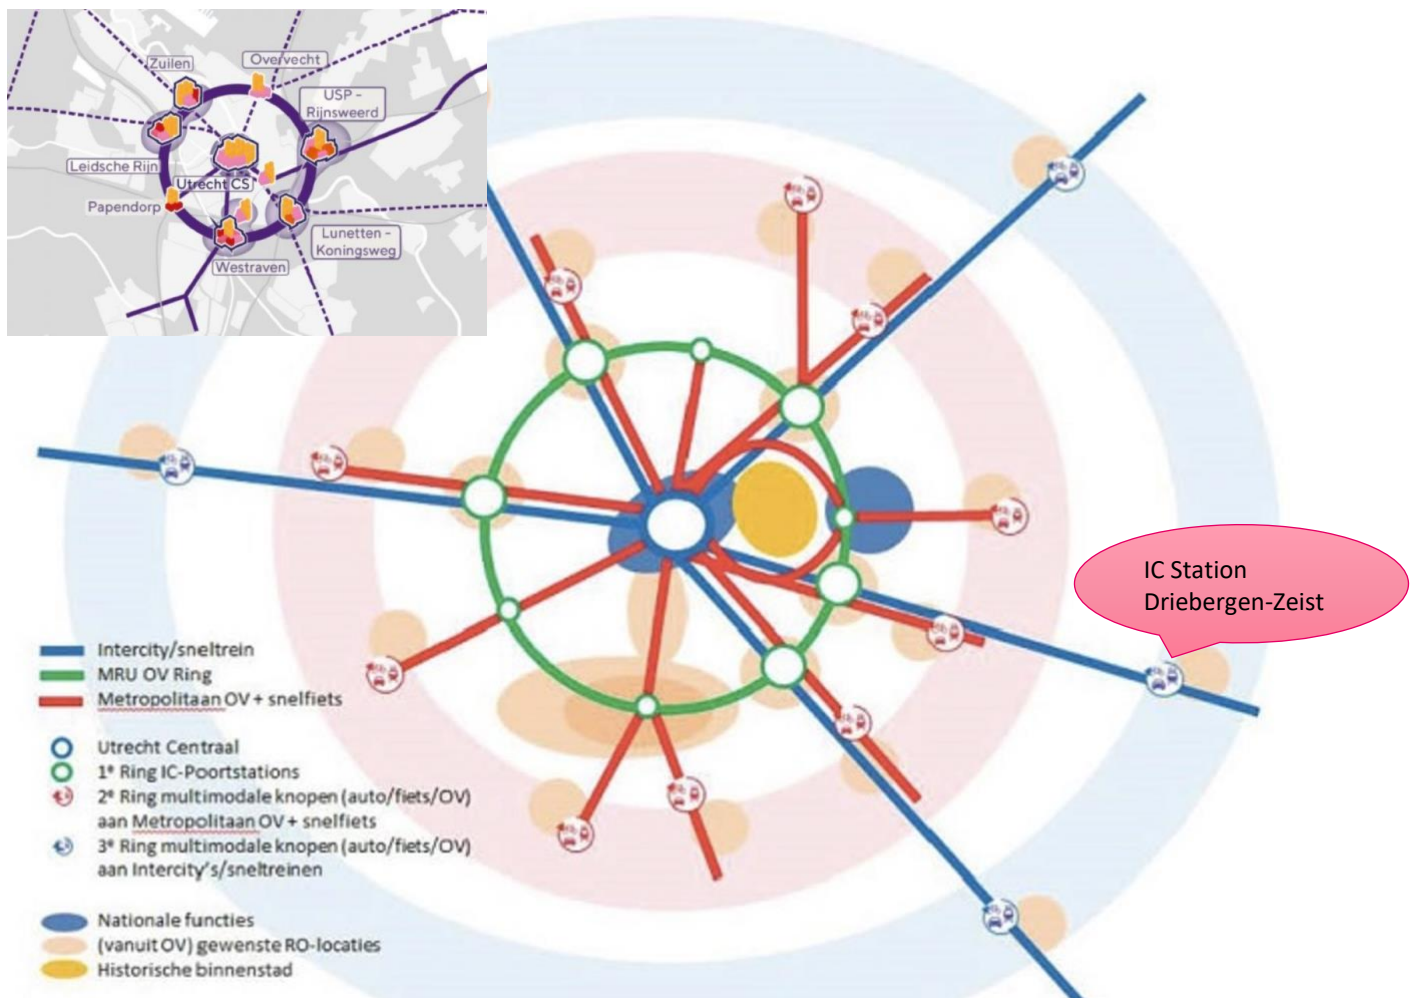 Zuilen
Overvecht
USP -
Rijnsweerd
Leidsche Rijn
Utrecht CS
Papendorp
Lunetten -
Koningsweg
Westraven
IC Station
Driebergen-Zeist
Intercity/sneltrein
MRU OV Ring
Metropolitaan OV + snelfiets
Utrecht Centraal
1e Ring IC-Poortstations
2e Ring multimodale knopen (auto/fiets/OV)
aan Metropolitaan OV + snelfiets
3e Ring multimodale knopen (auto/fiets/OV)
aan Intercity's/sneltreinen
Nationale functies
(vanuit OV) gewenste RO-locaties
Historische binnenstad